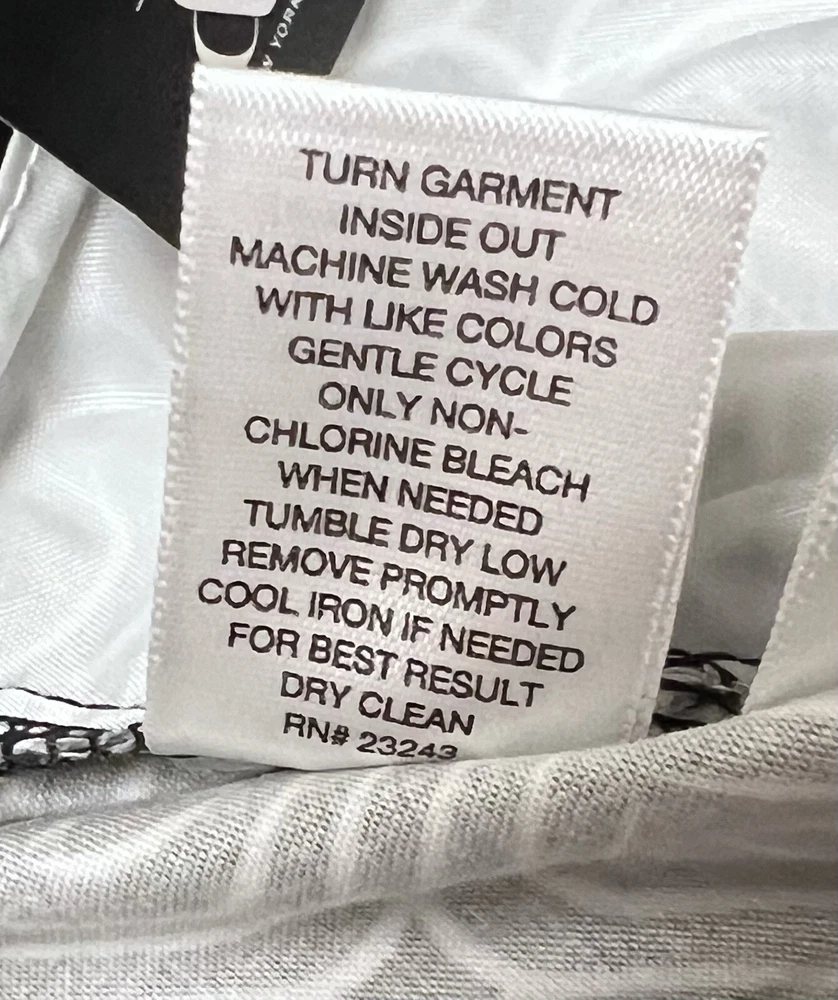 YORK
TURN GARMENT
INSIDE OUT
MACHINE WASH COLD
WITH LIKE COLORS
GENTLE CYCLE
ONLY NON-
CHLORINE BLEACH
WHEN NEEDED
TUMBLE DRY LOW
REMOVE PROMPTLY
COOL IRON IF NEEDED
FOR BEST RESULT
DRY CLEAN
RN# 23243